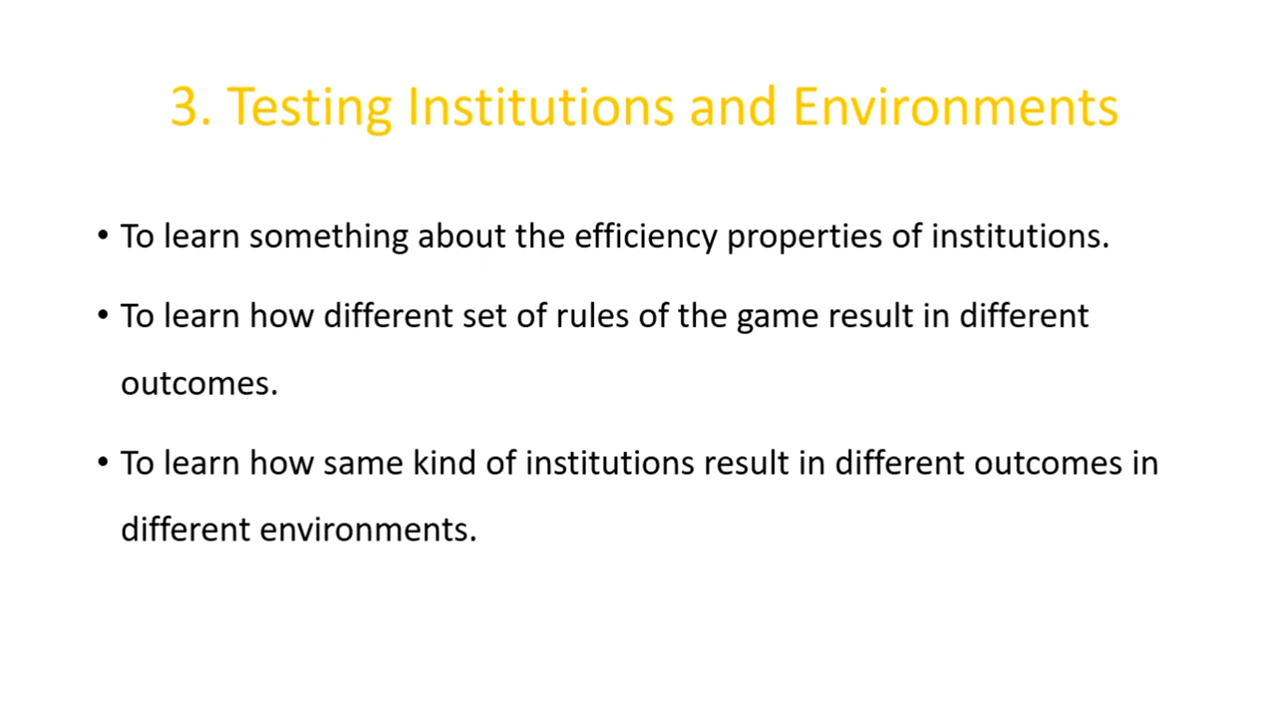 3. Testing Institutions and Environments
• To learn something about the efficiency properties of institutions.
• To learn how different set of rules of the game result in different
outcomes.
• To learn how same kind of institutions result in different outcomes in
different environments.